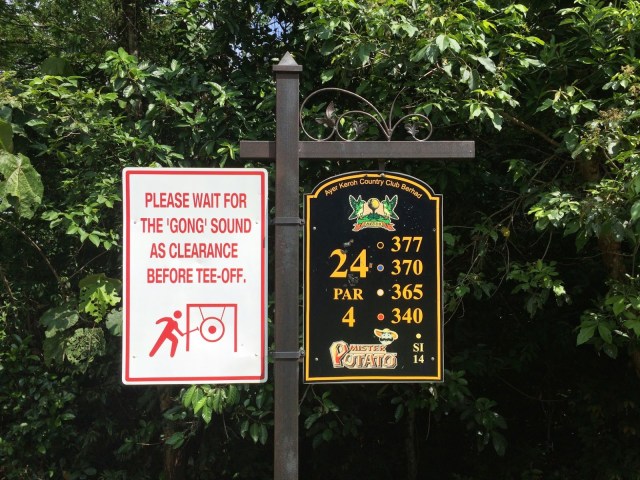 PLEASE WAIT FOR
THE 'GONG' SOUND
AS CLEARANCE
BEFORE TEE-OFF.
Ayer Keroh Country Club Berhad
24
PAR
4
377
370
365
340
MISTER
POTATO
SI
14